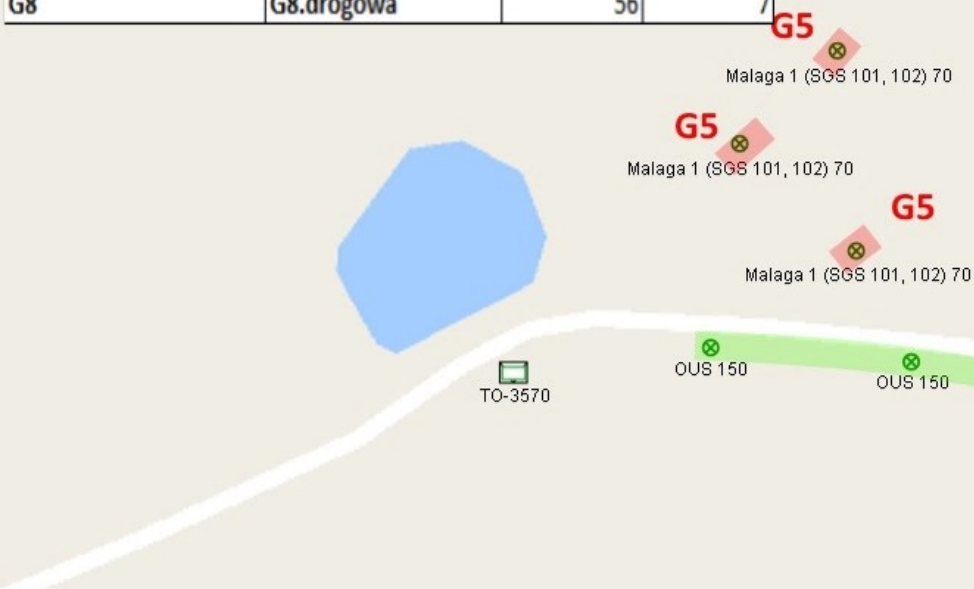 G8 G8.drogowa 56 7
G5
Malaga 1 (SGS 101, 102) 70
G5
Malaga 1 (SGS 101, 102) 70
G5
Malaga 1 (SGS 101, 102) 70
OUS 150
OUS 150
TO-3570